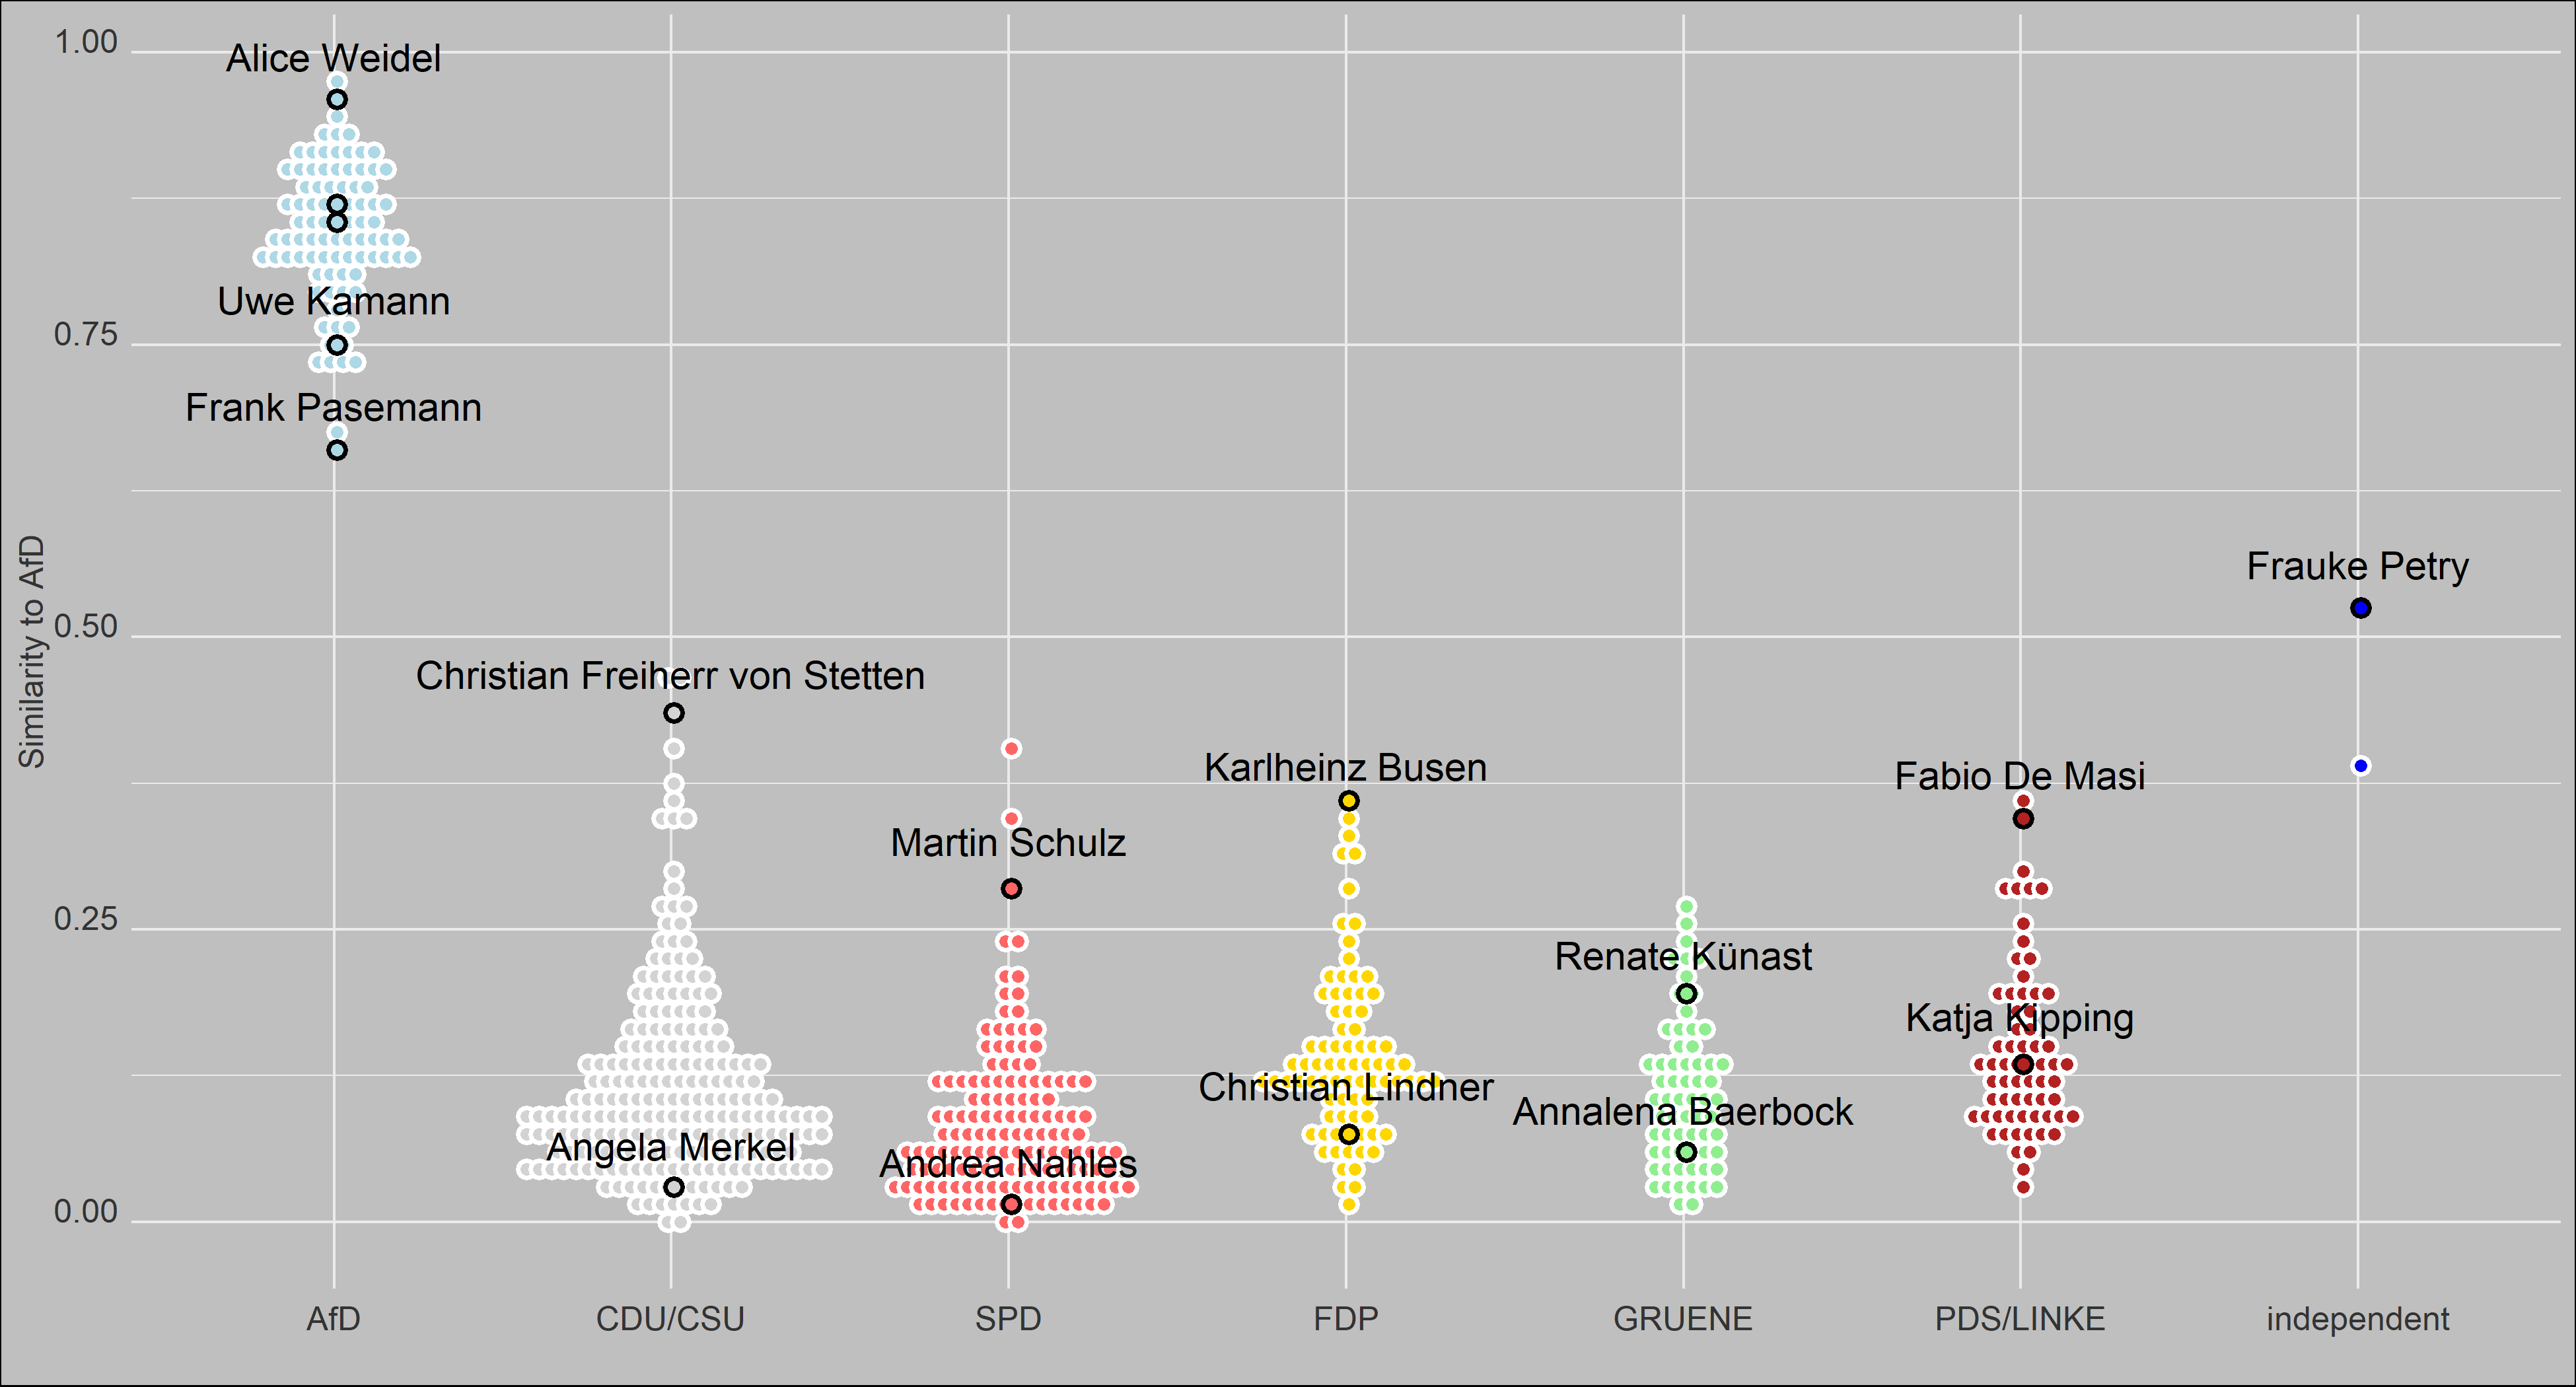 1.00
0.75
0.50
0.25
0.00
Similarity to AfD
Alice Weidel
Uwe Kamann
Frank Pasemann
Christian Freiherr von Stetten
Angela Merkel
Martin Schulz
Andrea Nahles
Karlheinz Busen
Christian Lindner
Renate Künast
Annalena Baerbock
Fabio De Masi
Katja Kipping
Frauke Petry
AfD
CDU/CSU
SPD
FDP
GRUENE
PDS/LINKE
independent